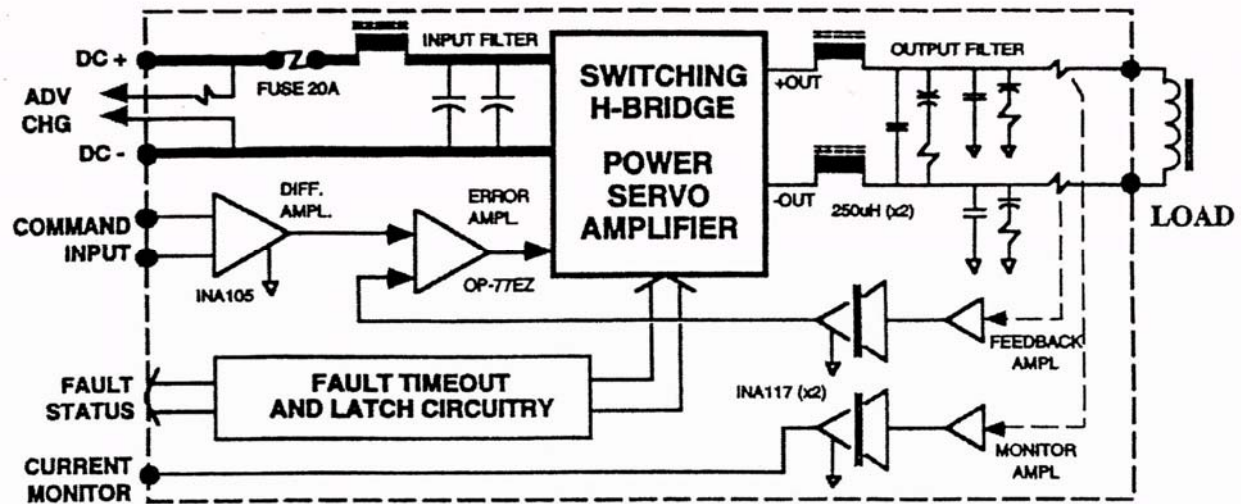 DC +
FUSE 20A
INPUT FILTER
ADV
CHG
DC -
SWITCHING
H-BRIDGE
POWER
SERVO
AMPLIFIER
+OUT
-OUT
OUTPUT FILTER
250uH (x2)
LOAD
COMMAND
INPUT
DIFF.
AMPL.
INA105
ERROR
AMPL.
OP-77EZ
FEEDBACK
AMPL
FAULT
STATUS
FAULT TIMEOUT
AND LATCH CIRCUITRY
INA117 (x2)
MONITOR
AMPL
CURRENT
MONITOR